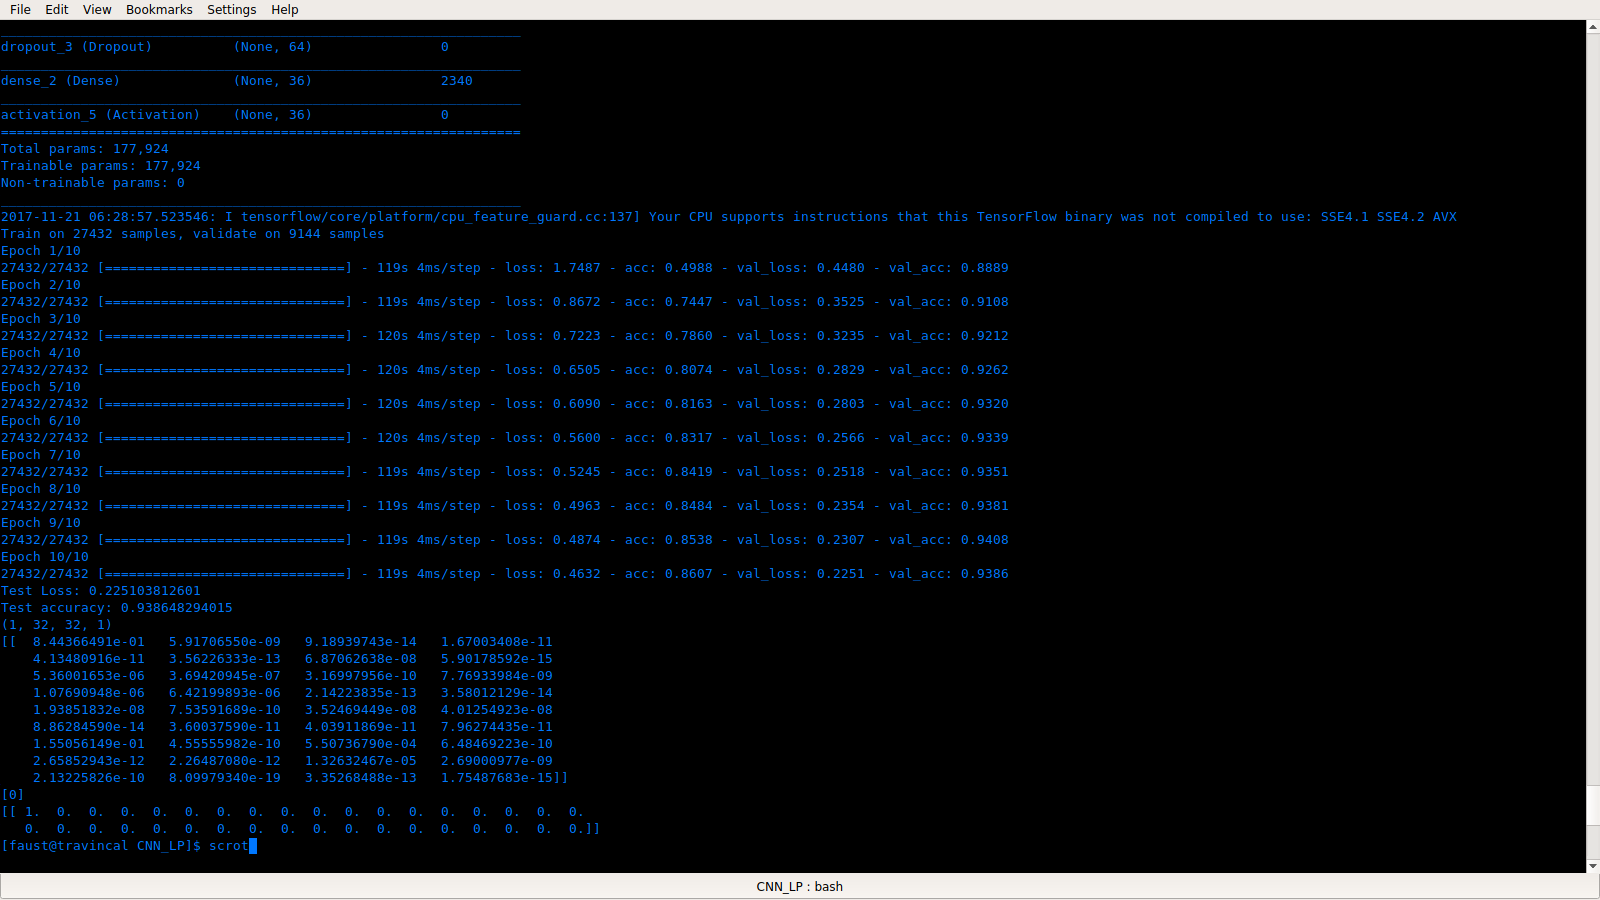 File Edit View Bookmarks Settings Help
_________________________________________________________________
dropout_3 (Dropout)          (None, 64)                0
_________________________________________________________________
dense_2 (Dense)              (None, 36)                2340
_________________________________________________________________
activation_5 (Activation)    (None, 36)                0
=================================================================
Total params: 177,924
Trainable params: 177,924
Non-trainable params: 0
_________________________________________________________________
2017-11-21 06:28:57.523546: I tensorflow/core/platform/cpu_feature_guard.cc:137] Your CPU supports instructions that this TensorFlow binary was not compiled to use: SSE4.1 SSE4.2 AVX
Train on 27432 samples, validate on 9144 samples
Epoch 1/10
27432/27432 [==============================] - 119s 4ms/step - loss: 1.7487 - acc: 0.4988 - val_loss: 0.4480 - val_acc: 0.8889
Epoch 2/10
27432/27432 [==============================] - 119s 4ms/step - loss: 0.8672 - acc: 0.7447 - val_loss: 0.3525 - val_acc: 0.9108
Epoch 3/10
27432/27432 [==============================] - 120s 4ms/step - loss: 0.7223 - acc: 0.7860 - val_loss: 0.3235 - val_acc: 0.9212
Epoch 4/10
27432/27432 [==============================] - 120s 4ms/step - loss: 0.6505 - acc: 0.8074 - val_loss: 0.2829 - val_acc: 0.9262
Epoch 5/10
27432/27432 [==============================] - 120s 4ms/step - loss: 0.6090 - acc: 0.8163 - val_loss: 0.2803 - val_acc: 0.9320
Epoch 6/10
27432/27432 [==============================] - 120s 4ms/step - loss: 0.5600 - acc: 0.8317 - val_loss: 0.2566 - val_acc: 0.9339
Epoch 7/10
27432/27432 [==============================] - 119s 4ms/step - loss: 0.5245 - acc: 0.8419 - val_loss: 0.2518 - val_acc: 0.9351
Epoch 8/10
27432/27432 [==============================] - 119s 4ms/step - loss: 0.4963 - acc: 0.8484 - val_loss: 0.2354 - val_acc: 0.9381
Epoch 9/10
27432/27432 [==============================] - 119s 4ms/step - loss: 0.4874 - acc: 0.8538 - val_loss: 0.2307 - val_acc: 0.9408
Epoch 10/10
27432/27432 [==============================] - 119s 4ms/step - loss: 0.4632 - acc: 0.8607 - val_loss: 0.2251 - val_acc: 0.9386
Test Loss: 0.225103812601
Test accuracy: 0.938648294015
(1, 32, 32, 1)
[[  8.44366491e-01   5.91706550e-09   9.18939743e-14   1.67003408e-11
    4.13480916e-11   3.56226333e-13   6.87062638e-08   5.90178592e-15
    5.36001653e-06   3.69420945e-07   3.16997956e-10   7.76933984e-09
    1.07690948e-06   6.42199893e-06   2.14223835e-13   3.58012129e-14
    1.93851832e-08   7.53591689e-10   3.52469449e-08   4.01254923e-08
    8.86284590e-14   3.60037590e-11   4.03911869e-11   7.96274435e-11
    1.55056149e-01   4.55555982e-10   5.50736790e-04   6.48469223e-10
    2.65852943e-12   2.26487080e-12   1.32632467e-05   2.69000977e-09
    2.13225826e-10   8.09979340e-19   3.35268488e-13   1.75487683e-15]]
[0]
[[ 1.  0.  0.  0.  0.  0.  0.  0.  0.  0.  0.  0.  0.  0.  0.  0.  0.  0.
   0.  0.  0.  0.  0.  0.  0.  0.  0.  0.  0.  0.  0.  0.  0.  0.  0.  0.]]
[faust@travincal CNN_LP]$ scrot
CNN_LP : bash